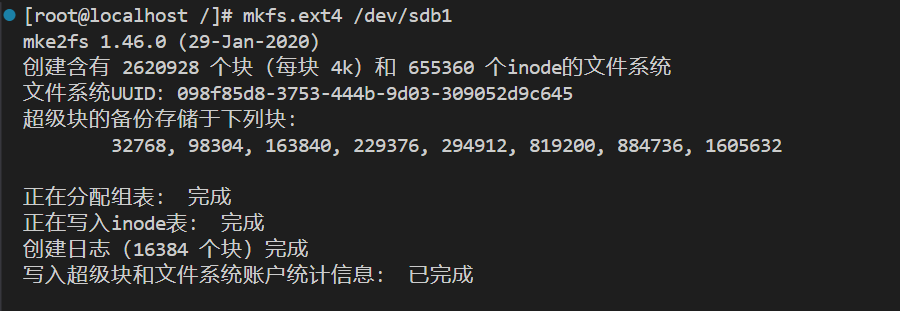 [root@localhost /]# mkfs.ext4 /dev/sdb1
mke2fs 1.46.0 (29-Jan-2020)
创建含有 2620928 个块（每块 4k）和 655360 个inode的文件系统
文件系统UUID：098f85d8-3753-444b-9d03-309052d9c645
超级块的备份存储于下列块：
32768, 98304, 163840, 229376, 294912, 819200, 884736, 1605632
正在分配组表： 完成
正在写入inode表： 完成
创建日志（16384 个块）完成
写入超级块和文件系统账户统计信息： 已完成